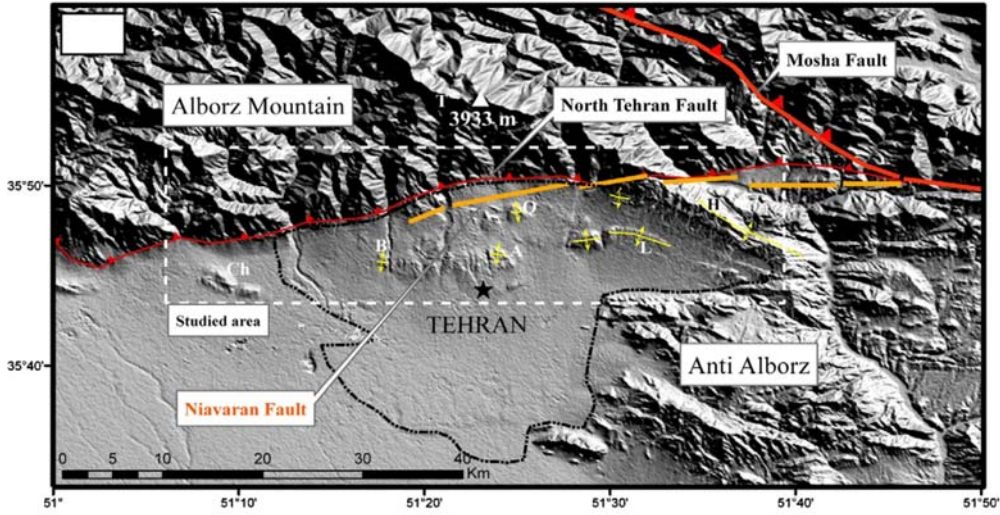 Mosha Fault
Alborz Mountain
T
3933 m
North Tehran Fault
35°50'
H
Q
B
A
L
Ch
Studied area
TEHRAN
35°40'
Anti Alborz
Niavaran Fault
0 10 20 30 40
Km
51° 51°10' 51°20' 51°30' 51°40' 51°50'